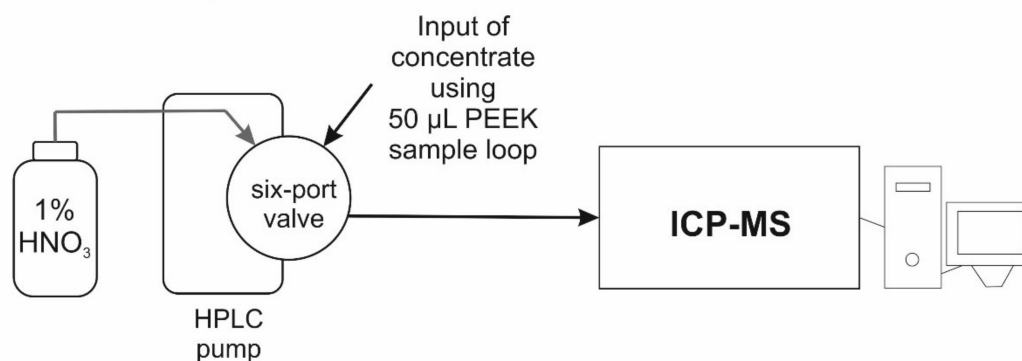 Input of
concentrate
using
50 µL PEEK
sample loop
1%
HNO₃
six-port
valve
ICP-MS
HPLC
pump